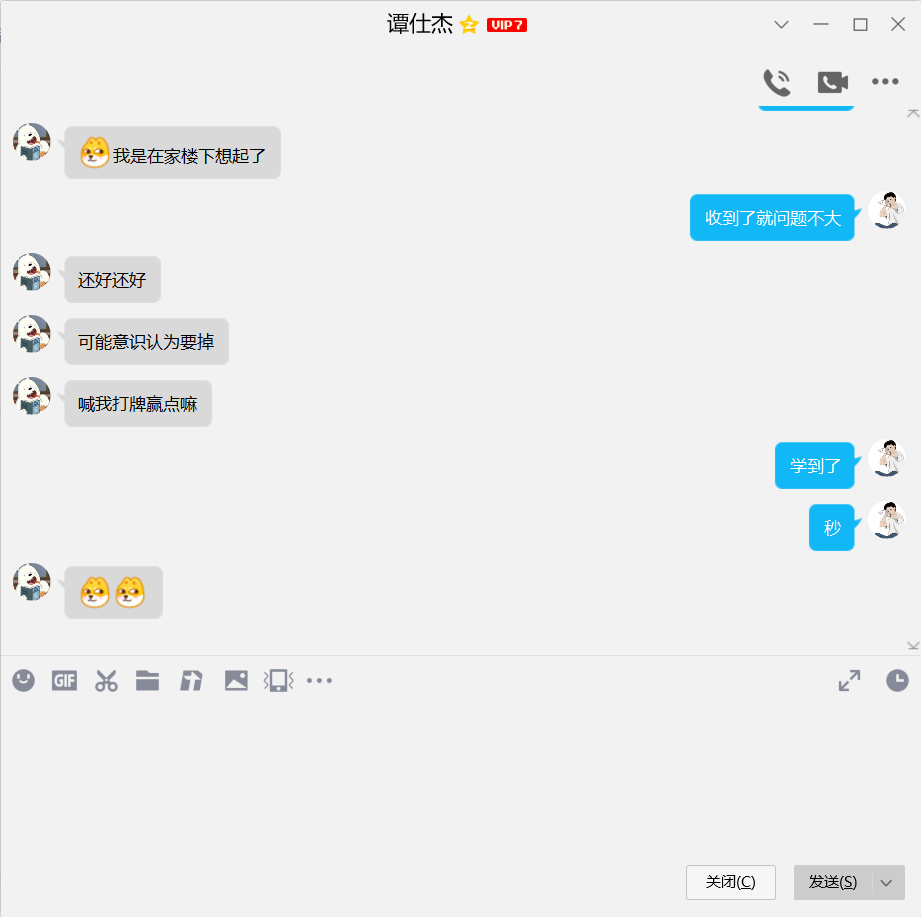 谭仕杰 VIP 7
我是在家楼下想起了
收到了就问题不大
还好还好
可能意识认为要掉
喊我打牌赢点嘛
学到了
秒
GIF
关闭(C) 发送(S)